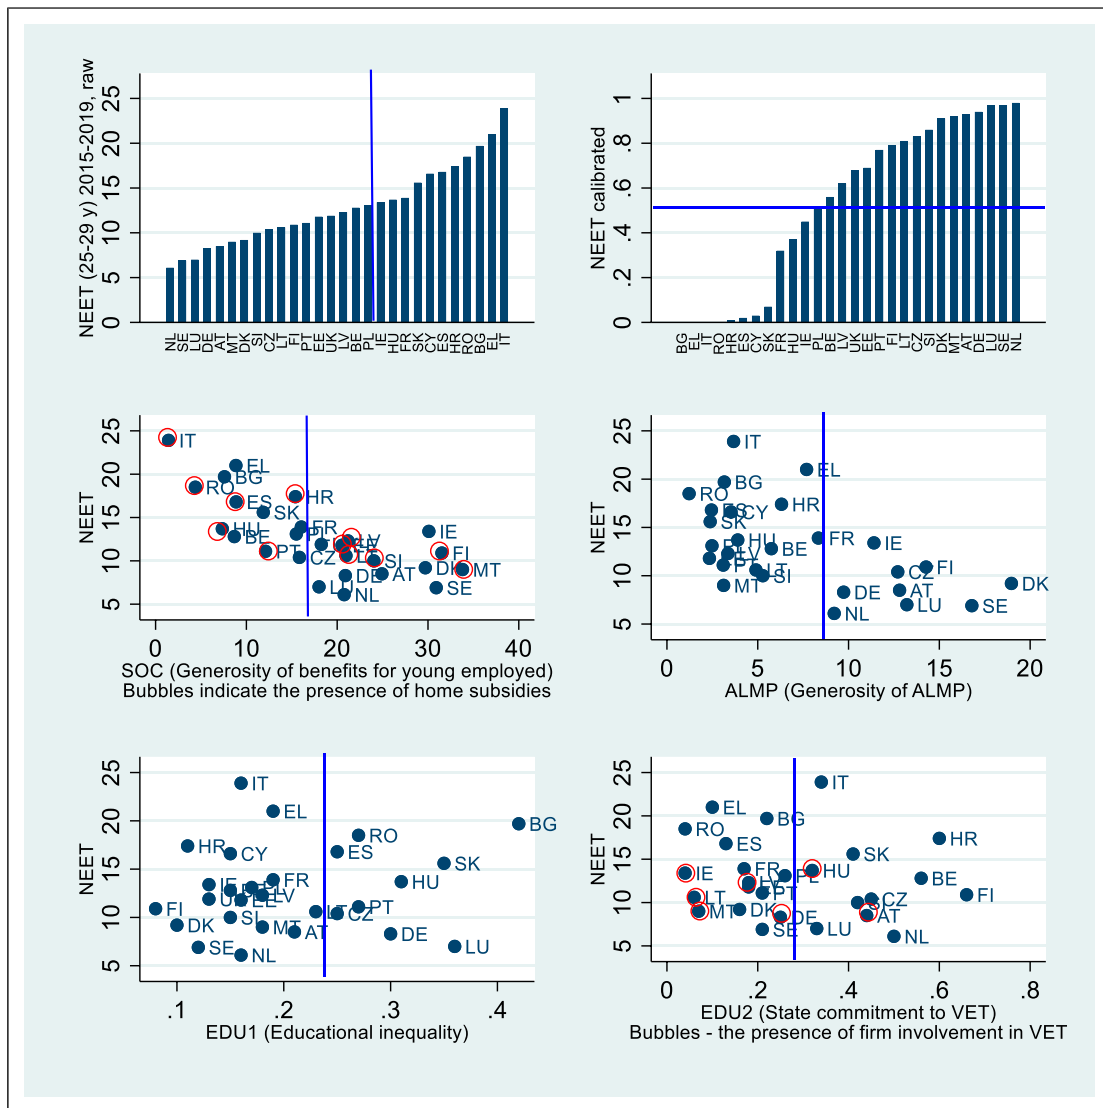 NEET (25-29 y) 2015-2019, raw
25
20
15
10
5
0
NL SE LU DE AT MT DK SI CZ LT FI PT EE UK LV BE PL IE HU FR SK CY ES HR RO BG EL IT
NEET calibrated
1
.8
.6
.4
.2
0
BG EL IT RO HR ES CY SK FR HU IE PL BE LV UK EE PT FI LT CZ SI DK MT AT DE LU SE NL
NEET
25
20
15
10
5
IT
EL
BG
RO
ES
HR
SK
HU
FR
BE
IE
LV
PT
CZ
SI
FI
DE
AT
DK
MT
LU
NL
SE
0 10 20 30 40
SOC (Generosity of benefits for young employed)
Bubbles indicate the presence of home subsidies
NEET
25
20
15
10
5
IT
EL
BG
RO
HR
ES
CY
SK
HU
FR
IE
BE
LV
PT
LT
SI
MT
CZ
FI
DK
DE
AT
LU
SE
NL
0 5 10 15 20
ALMP (Generosity of ALMP)
NEET
25
20
15
10
5
IT
EL
BG
RO
HR
CY
ES
SK
IE
FR
HU
LV
EE
FI
SI
LT
PT
CZ
DK
MT
AT
DE
SE
NL
LU
.1 .2 .3 .4
EDU1 (Educational inequality)
NEET
25
20
15
10
5
IT
EL
BG
RO
HR
ES
SK
IE
FR
PL
HU
BE
LT
PT
FI
MT
DK
DE
CZ
AT
SE
LU
NL
0 .2 .4 .6 .8
EDU2 (State commitment to VET)
Bubbles - the presence of firm involvement in VET